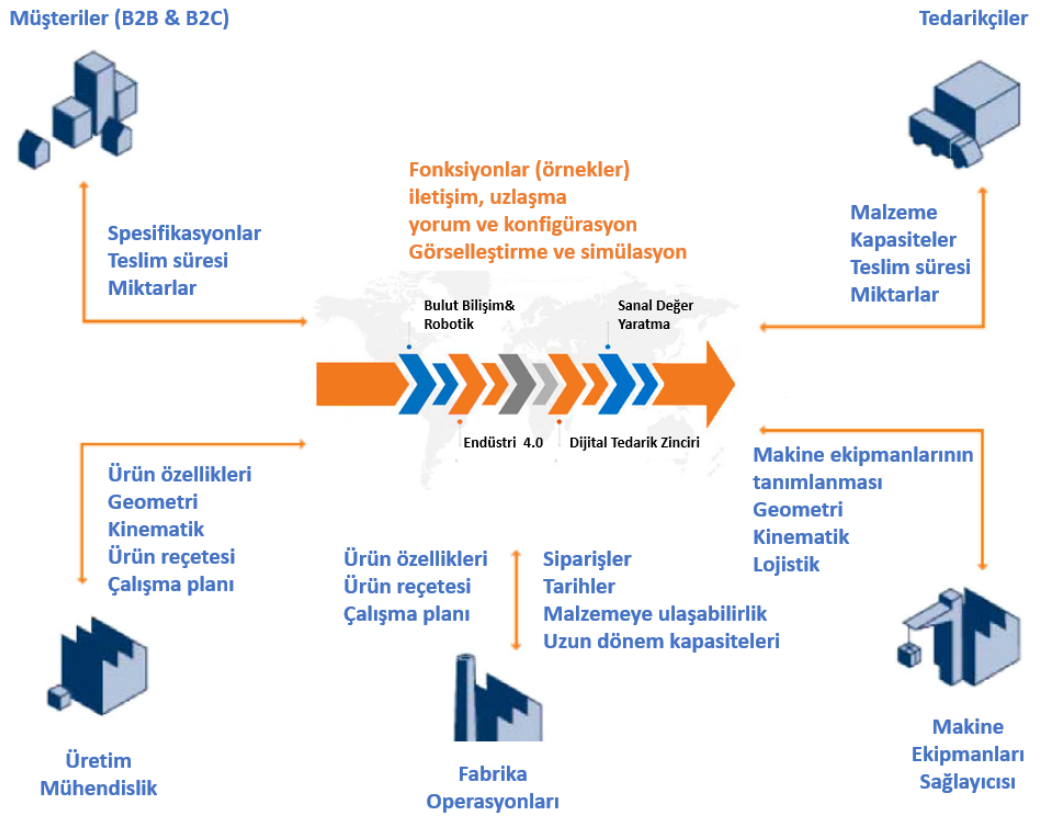 Müşteriler (B2B & B2C)
Tedarikçiler
Fonksiyonlar (örnekler)
iletişim, uzlaşma
yorum ve konfigürasyon
Görselleştirme ve simülasyon
Spesifikasyonlar
Teslim süresi
Miktarlar
Malzeme
Kapasiteler
Teslim süresi
Miktarlar
Bulut Bilişim&
Robotik
Sanal Değer
Yaratma
Endüstri 4.0
Dijital Tedarik Zinciri
Ürün özellikleri
Geometri
Kinematik
Ürün reçetesi
Çalışma planı
Makine ekipmanlarının
tanımlanması
Geometri
Kinematik
Lojistik
Ürün özellikleri
Ürün reçetesi
Çalışma planı
Siparişler
Tarihler
Malzemeye ulaşabilirlik
Uzun dönem kapasiteleri
Üretim
Mühendislik
Fabrika
Operasyonları
Makine
Ekipmanları
Sağlayıcısı